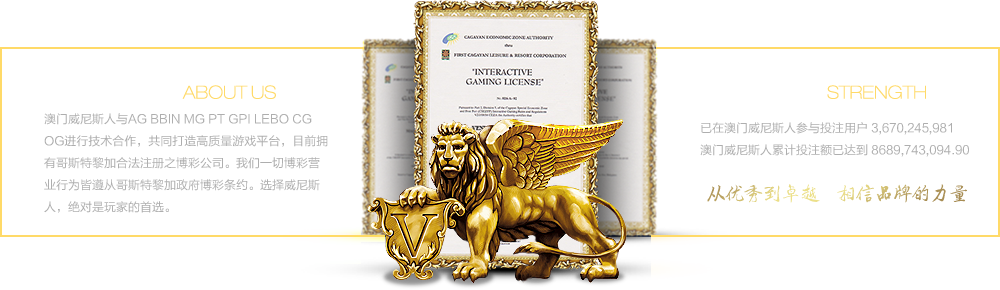 ABOUT US
澳门威尼斯人与AG BBIN MG PT GPI LEBO CG
OG进行技术合作，共同打造高质量游戏平台，目前拥
有哥斯特黎加合法注册之博彩公司。我们一切博彩营
业行为皆遵从哥斯特黎加政府博彩条约。选择威尼斯
人，绝对是玩家的首选。
CAGAYAN ECONOMIC ZONE AUTHORITY
thru
FIRST CAGAYAN LEISURE & RESORT CORPORATION
"INTERACTIVE
GAMING LICENSE"
V
STRENGTH
已在澳门威尼斯人参与投注用户 3,670,245,981
澳门威尼斯人累计投注额已达到 8689,743,094.90
从优秀到卓越 相信品牌的力量